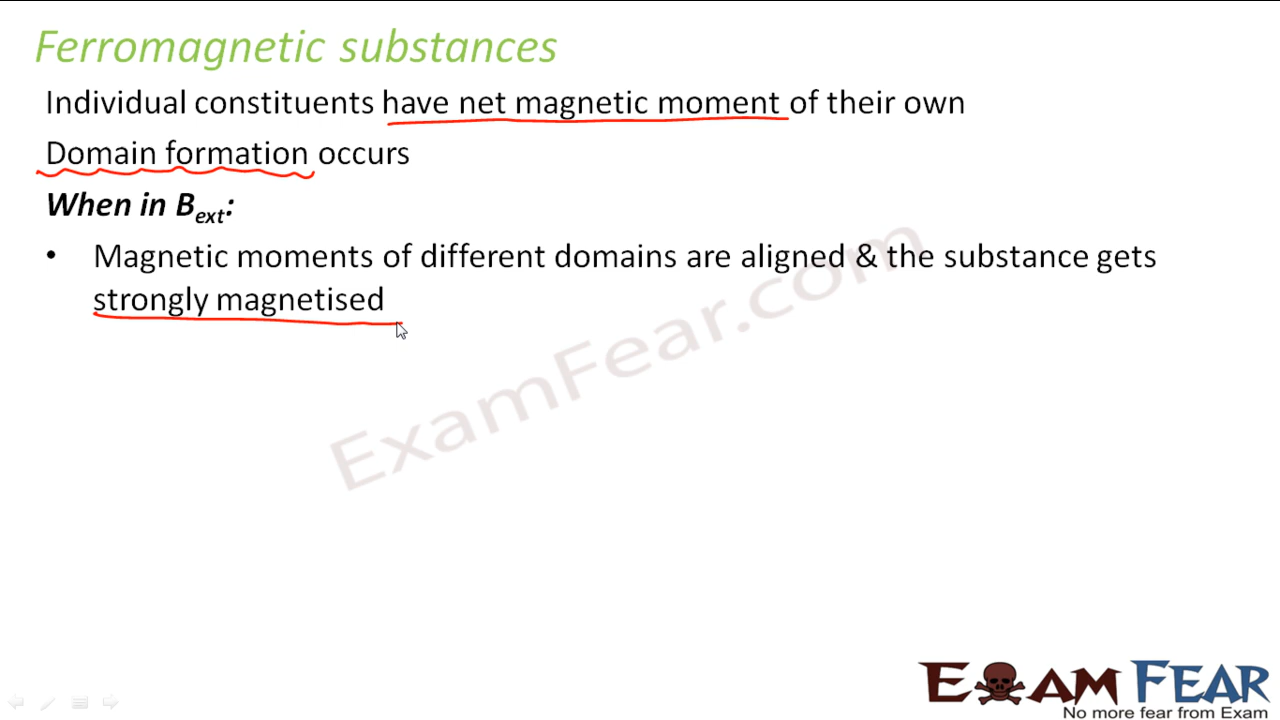 Ferromagnetic substances
Individual constituents have net magnetic moment of their own
Domain formation occurs
When in Bext:
• Magnetic moments of different domains are aligned & the substance gets
strongly magnetised
ExamFear.com
EXAM FEAR
No more fear from Exam